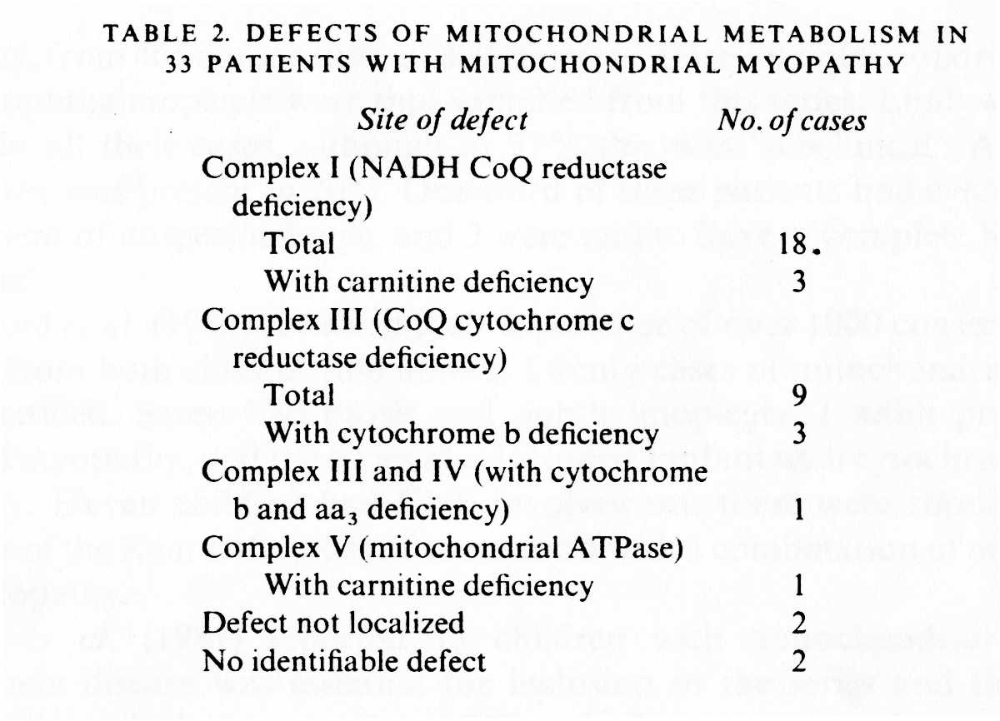 TABLE 2. DEFECTS OF MITOCHONDRIAL METABOLISM IN
33 PATIENTS WITH MITOCHONDRIAL MYOPATHY
Site of defect No. of cases
Complex I (NADH CoQ reductase
deficiency)
Total 18.
With carnitine deficiency 3
Complex III (CoQ cytochrome c
reductase deficiency)
Total 9
With cytochrome b deficiency 3
Complex III and IV (with cytochrome
b and aa₃ deficiency) 1
Complex V (mitochondrial ATPase)
With carnitine deficiency 1
Defect not localized 2
No identifiable defect 2